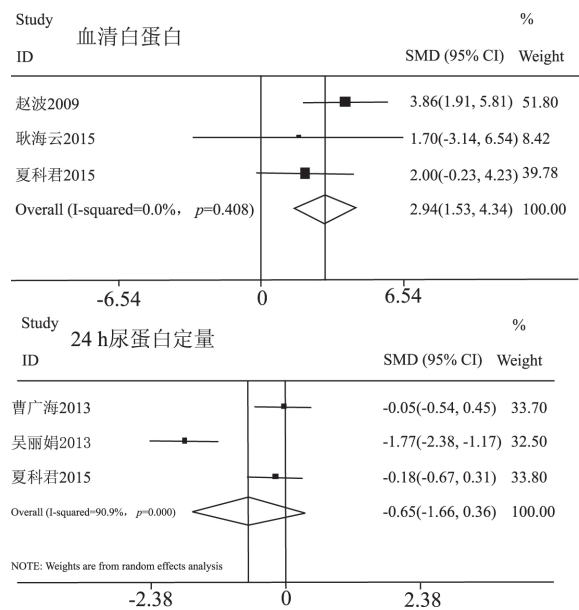 Study %
血清白蛋白
ID SMD (95% CI) Weight
赵波2009 3.86(1.91, 5.81) 51.80
耿海云2015 1.70(-3.14, 6.54) 8.42
夏科君2015 2.00(-0.23, 4.23) 39.78
Overall (I-squared=0.0%, p=0.408) 2.94(1.53, 4.34) 100.00
-6.54 0 6.54
Study %
24 h尿蛋白定量
ID SMD (95% CI) Weight
曹广海2013 -0.05(-0.54, 0.45) 33.70
吴丽娟2013 -1.77(-2.38, -1.17) 32.50
夏科君2015 -0.18(-0.67, 0.31) 33.80
Overall (I-squared=90.9%, p=0.000) -0.65(-1.66, 0.36) 100.00
NOTE: Weights are from random effects analysis
-2.38 0 2.38